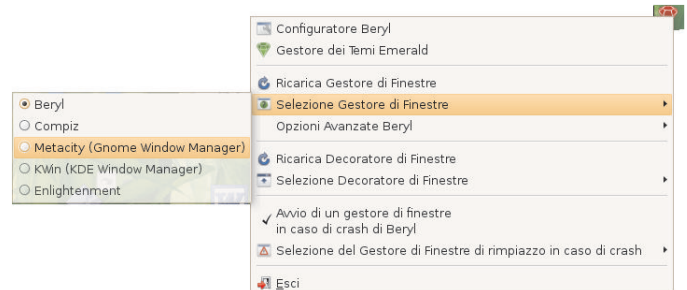 Configuratore Beryl
Gestore dei Temi Emerald
Ricarica Gestore di Finestre
Selezione Gestore di Finestre
Opzioni Avanzate Beryl
Ricarica Decoratore di Finestre
Selezione Decoratore di Finestre
Avvio di un gestore di finestre
in caso di crash di Beryl
Selezione del Gestore di Finestre di rimpiazzo in caso di crash
Esci
Beryl
Compiz
Metacity (Gnome Window Manager)
KWin (KDE Window Manager)
Enlightenment